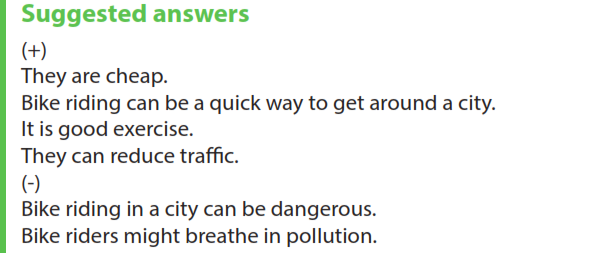 Suggested answers
(+)
They are cheap.
Bike riding can be a quick way to get around a city.
It is good exercise.
They can reduce traffic.
(-)
Bike riding in a city can be dangerous.
Bike riders might breathe in pollution.